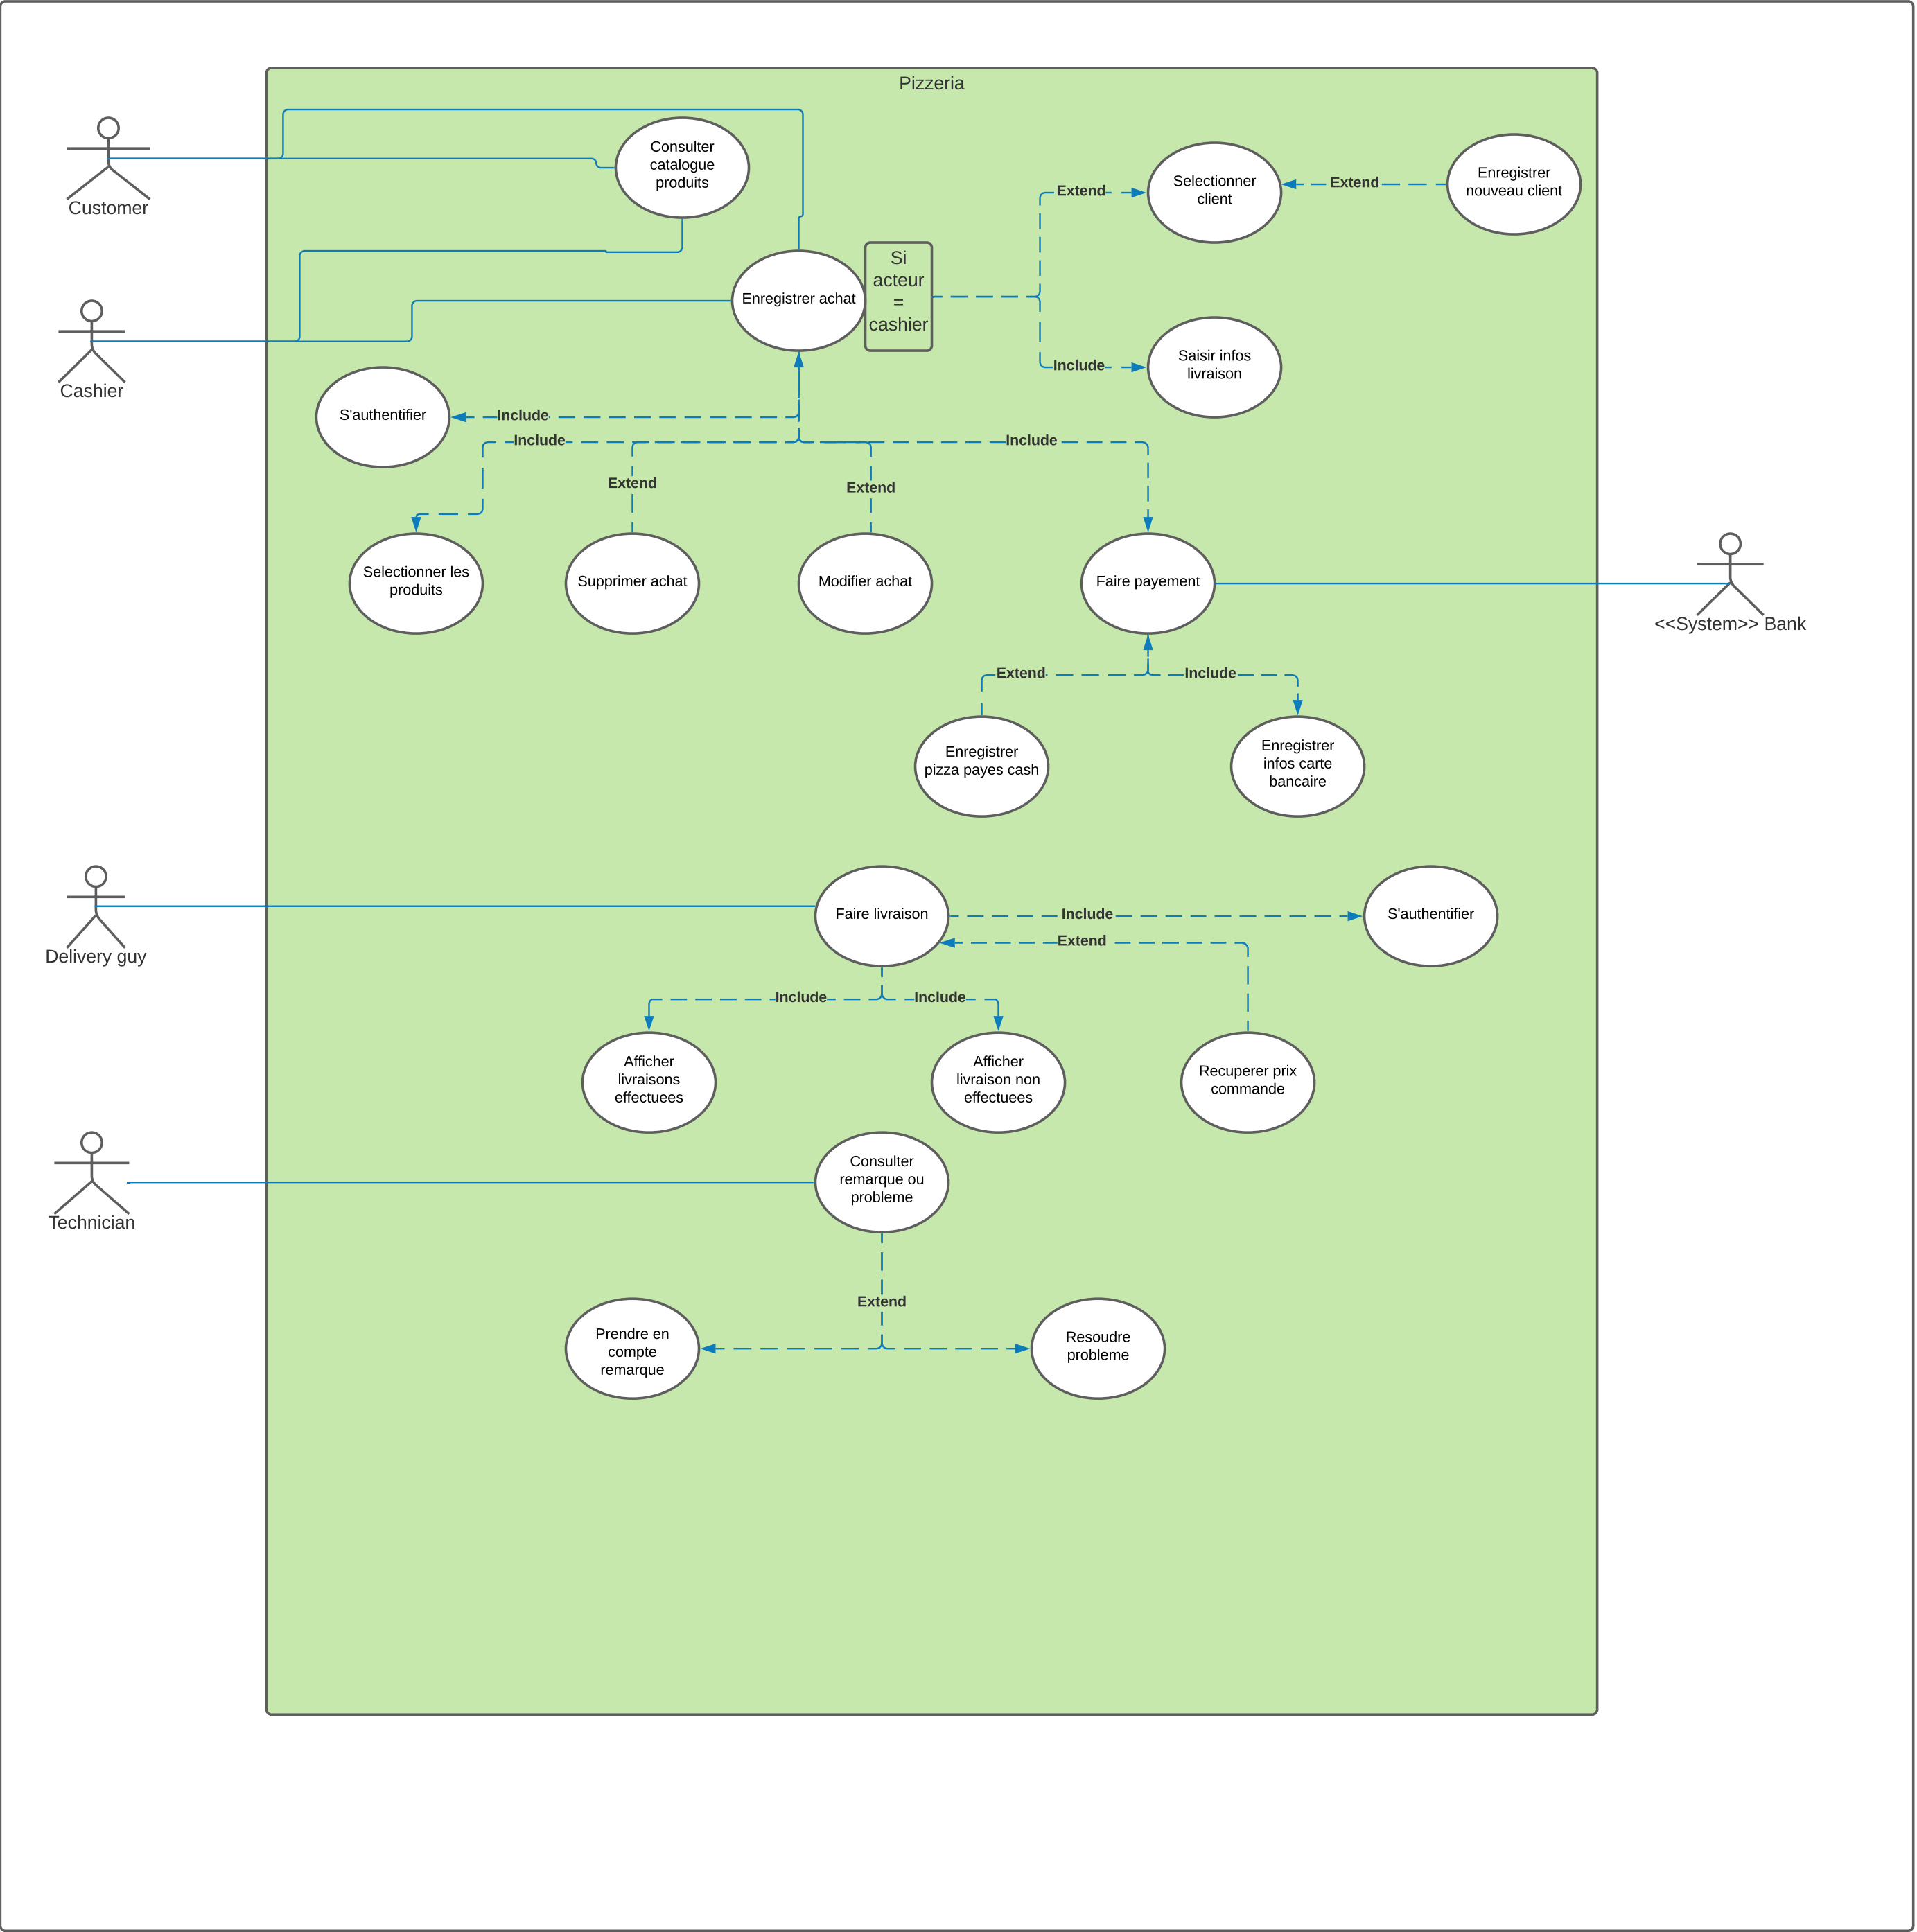 Pizzeria
Customer
Consulter
catalogue
produits
Extend
Selectionner
client
Extend
Enregistrer
nouveau client
Cashier
Enregistrer achat
Si
acteur
=
cashier
Include
Saisir infos
livraison
S'authentifier
Include
Include
Include
Extend
Extend
Selectionner les
produits
Supprimer achat
Modifier achat
Faire payement
<<System>> Bank
Extend
Include
Enregistrer
pizza payes cash
Enregistrer
infos carte
bancaire
Delivery guy
Faire livraison
Include
Extend
S'authentifier
Include
Include
Afficher
livraisons
effectuees
Afficher
livraison non
effectuees
Recuperer prix
commande
Technician
Consulter
remarque ou
probleme
Extend
Prendre en
compte
remarque
Resoudre
probleme